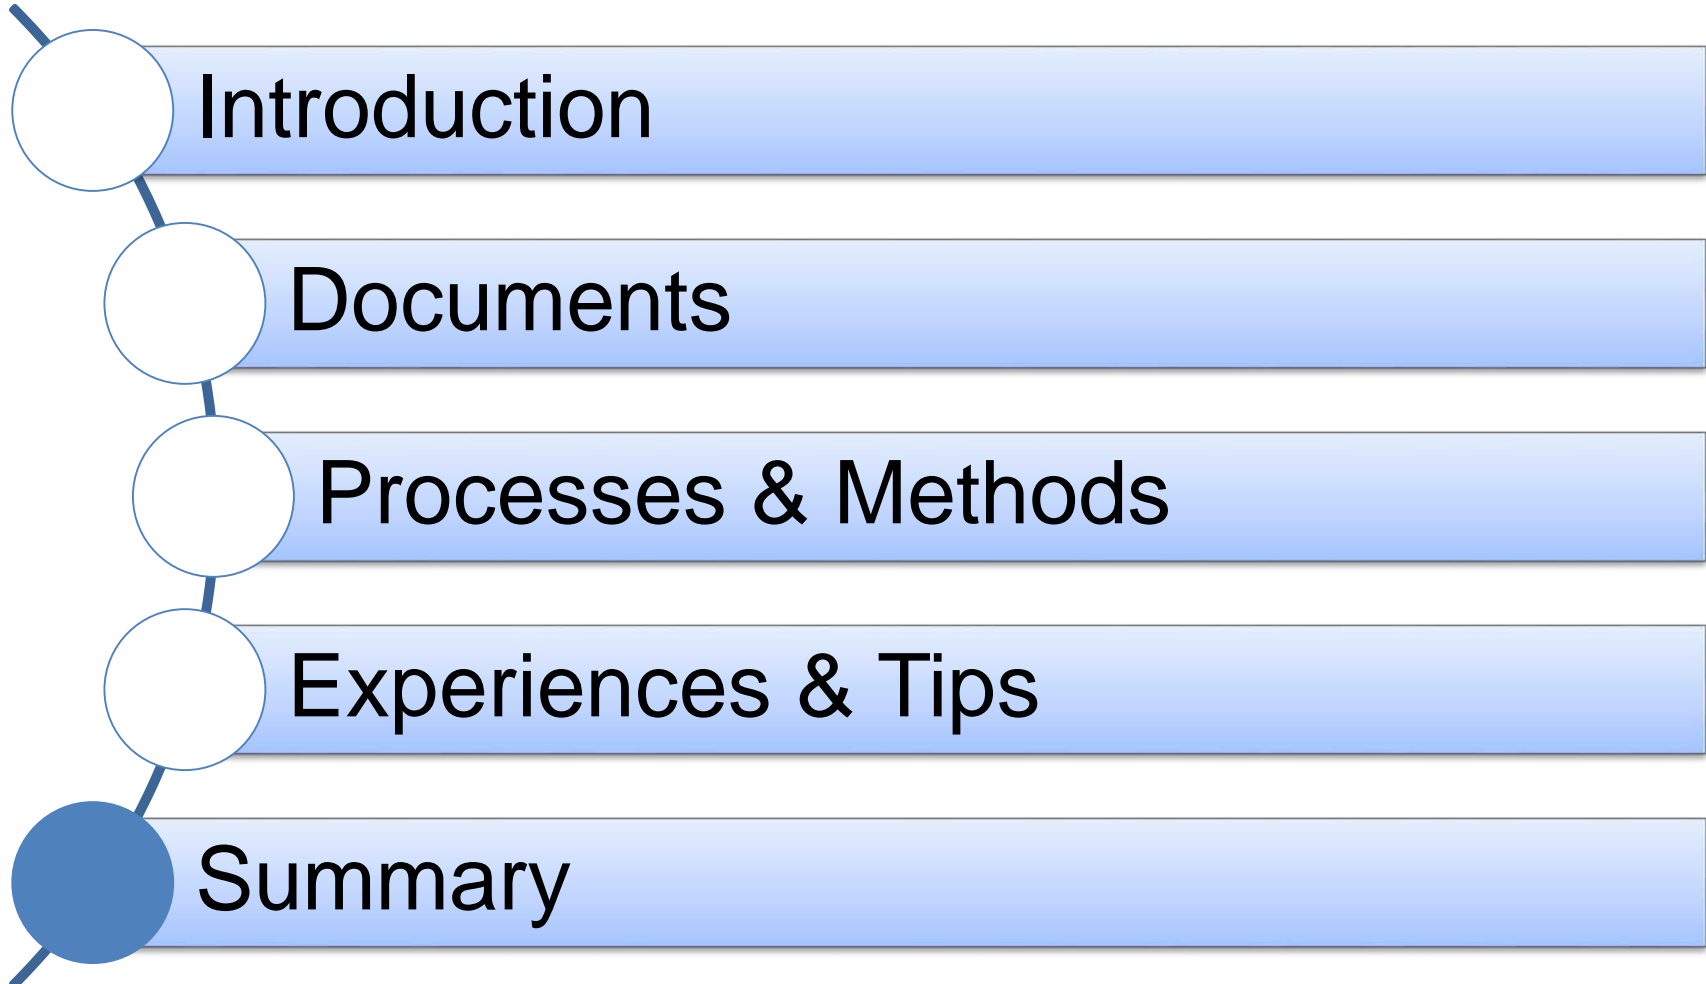 Introduction
Documents
Processes & Methods
Experiences & Tips
Summary